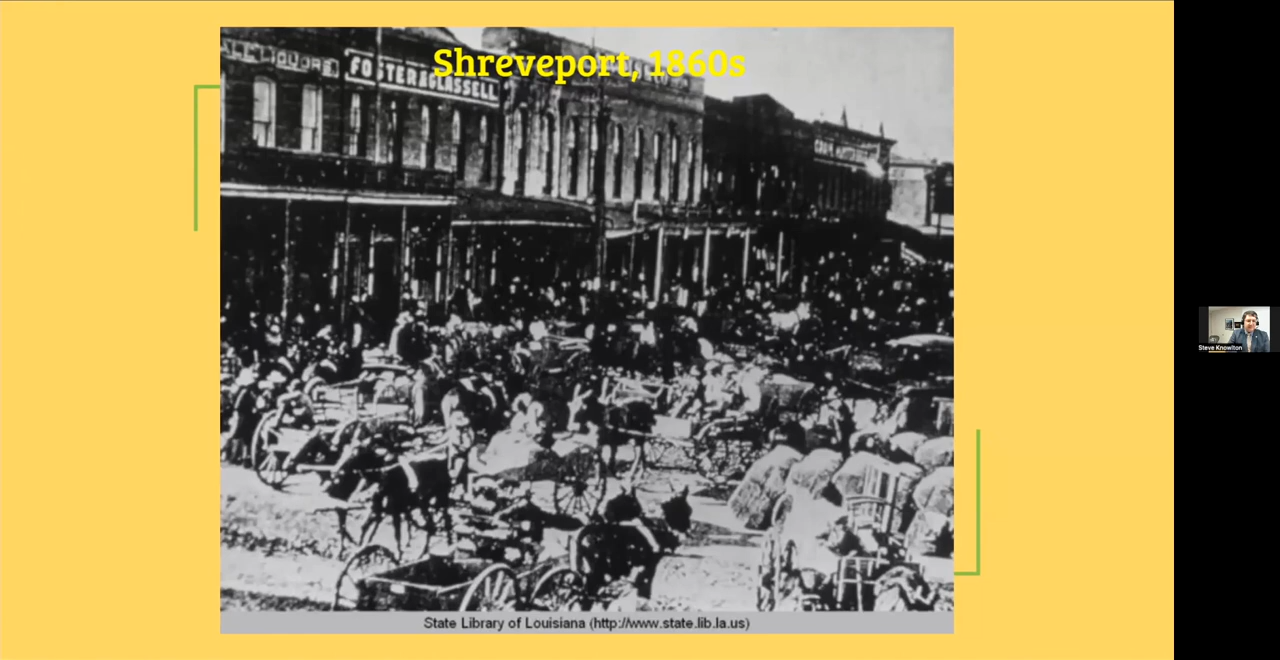 Shreveport, 1860s
FOSTER & GLASSELL
State Library of Louisiana (http://www.state.lib.la.us)
Steve Knowlton